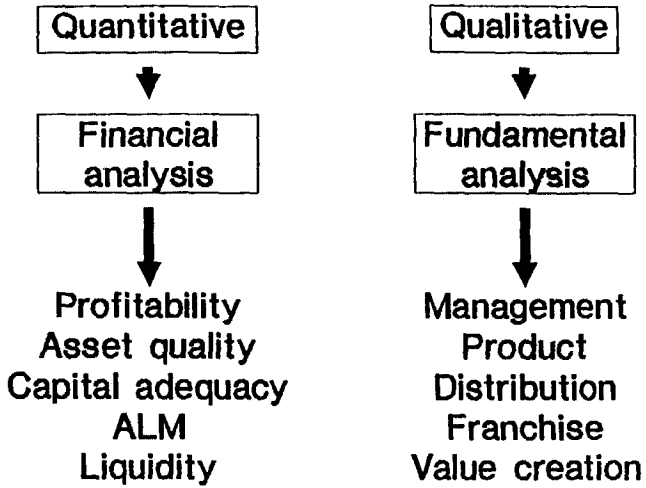 Quantitative
Financial
analysis
Profitability
Asset quality
Capital adequacy
ALM
Liquidity
Qualitative
Fundamental
analysis
Management
Product
Distribution
Franchise
Value creation